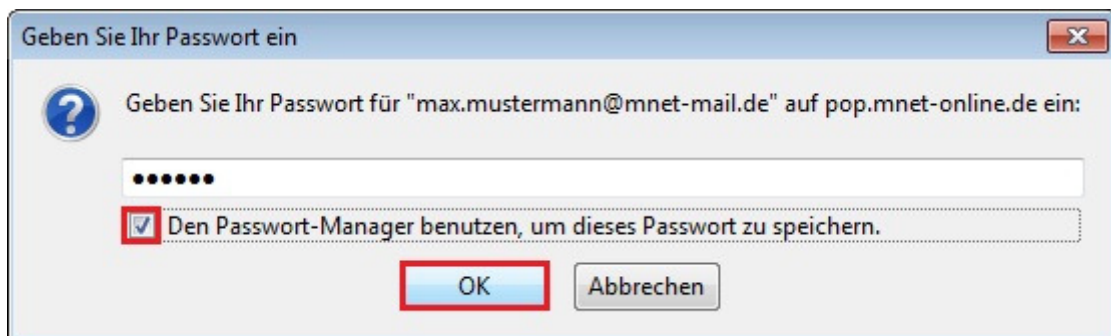 Geben Sie Ihr Passwort ein
Geben Sie Ihr Passwort für "max.mustermann@mnet-mail.de" auf pop.mnet-online.de ein:
••••••
Den Passwort-Manager benutzen, um dieses Passwort zu speichern.
OK
Abbrechen